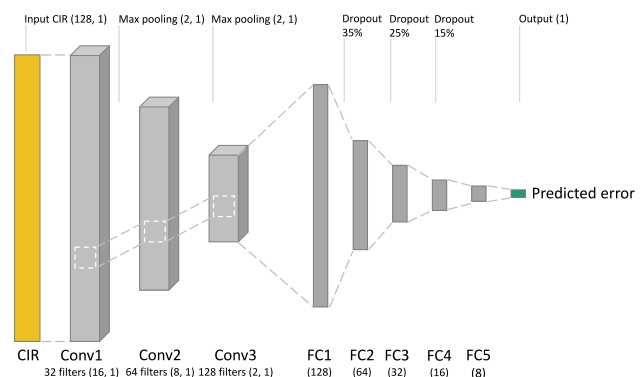 Input CIR (128, 1)
Max pooling (2, 1)
Max pooling (2, 1)
Dropout
35%
Dropout
25%
Dropout
15%
Output (1)
Predicted error
CIR
Conv1
Conv2
Conv3
FC1
FC2
FC3
FC4
FC5
32 filters (16, 1)
64 filters (8, 1)
128 filters (2, 1)
(128)
(64)
(32)
(16)
(8)